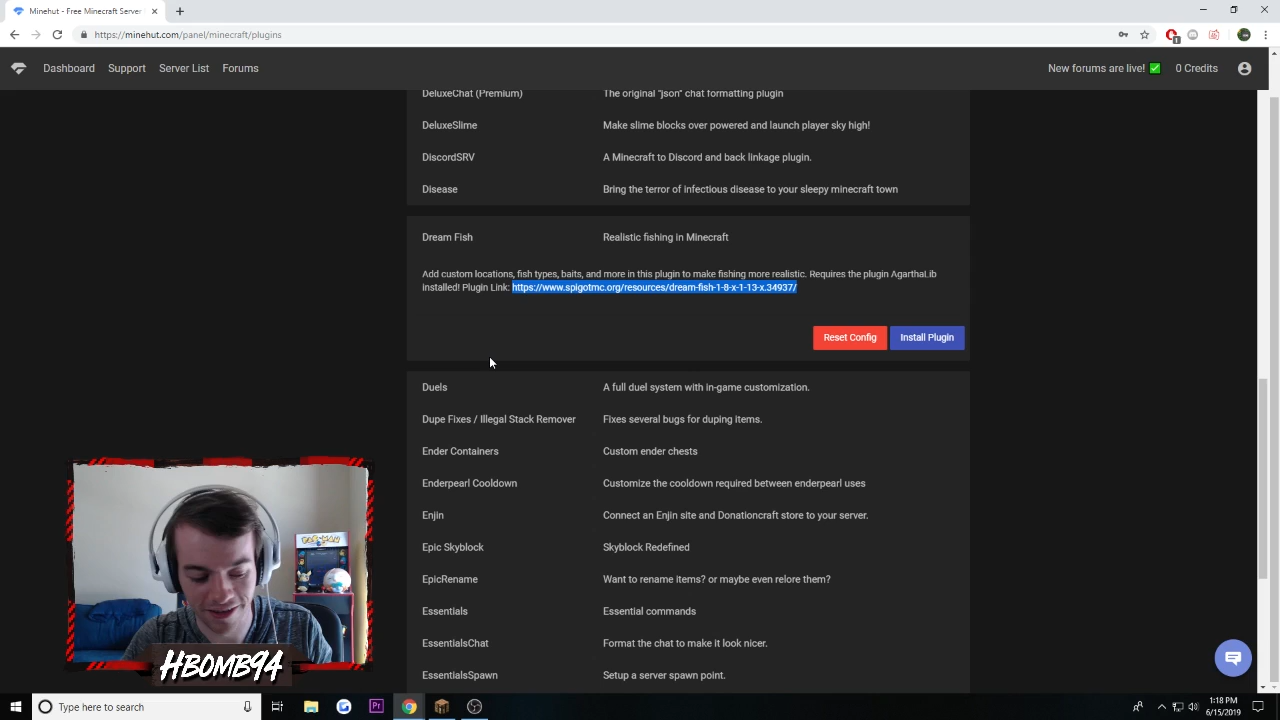 Minehut - Free Minecraft Server
https://minehut.com/panel/minecraft/plugins
1
Dashboard Support Server List Forums New forums are live! ✅ 0 Credits
DeluxeChat (Premium) The original "json" chat formatting plugin
DeluxeSlime Make slime blocks over powered and launch player sky high!
DiscordSRV A Minecraft to Discord and back linkage plugin.
Disease Bring the terror of infectious disease to your sleepy minecraft town
Dream Fish Realistic fishing in Minecraft
Add custom locations, fish types, baits, and more in this plugin to make fishing more realistic. Requires the plugin AgarthaLib
installed! Plugin Link: https://www.spigotmc.org/resources/dream-fish-1-8-x-1-13-x.34937/
Reset Config Install Plugin
Duels A full duel system with in-game customization.
Dupe Fixes / Illegal Stack Remover Fixes several bugs for duping items.
Ender Containers Custom ender chests
Enderpearl Cooldown Customize the cooldown required between enderpearl uses
Enjin Connect an Enjin site and Donationcraft store to your server.
Epic Skyblock Skyblock Redefined
EpicRename Want to rename items? or maybe even relore them?
Essentials Essential commands
EssentialsChat Format the chat to make it look nicer.
EssentialsSpawn Setup a server spawn point.
PAC-MAN
HBOMB94
Type here to search
Pr
1:18 PM
6/15/2019